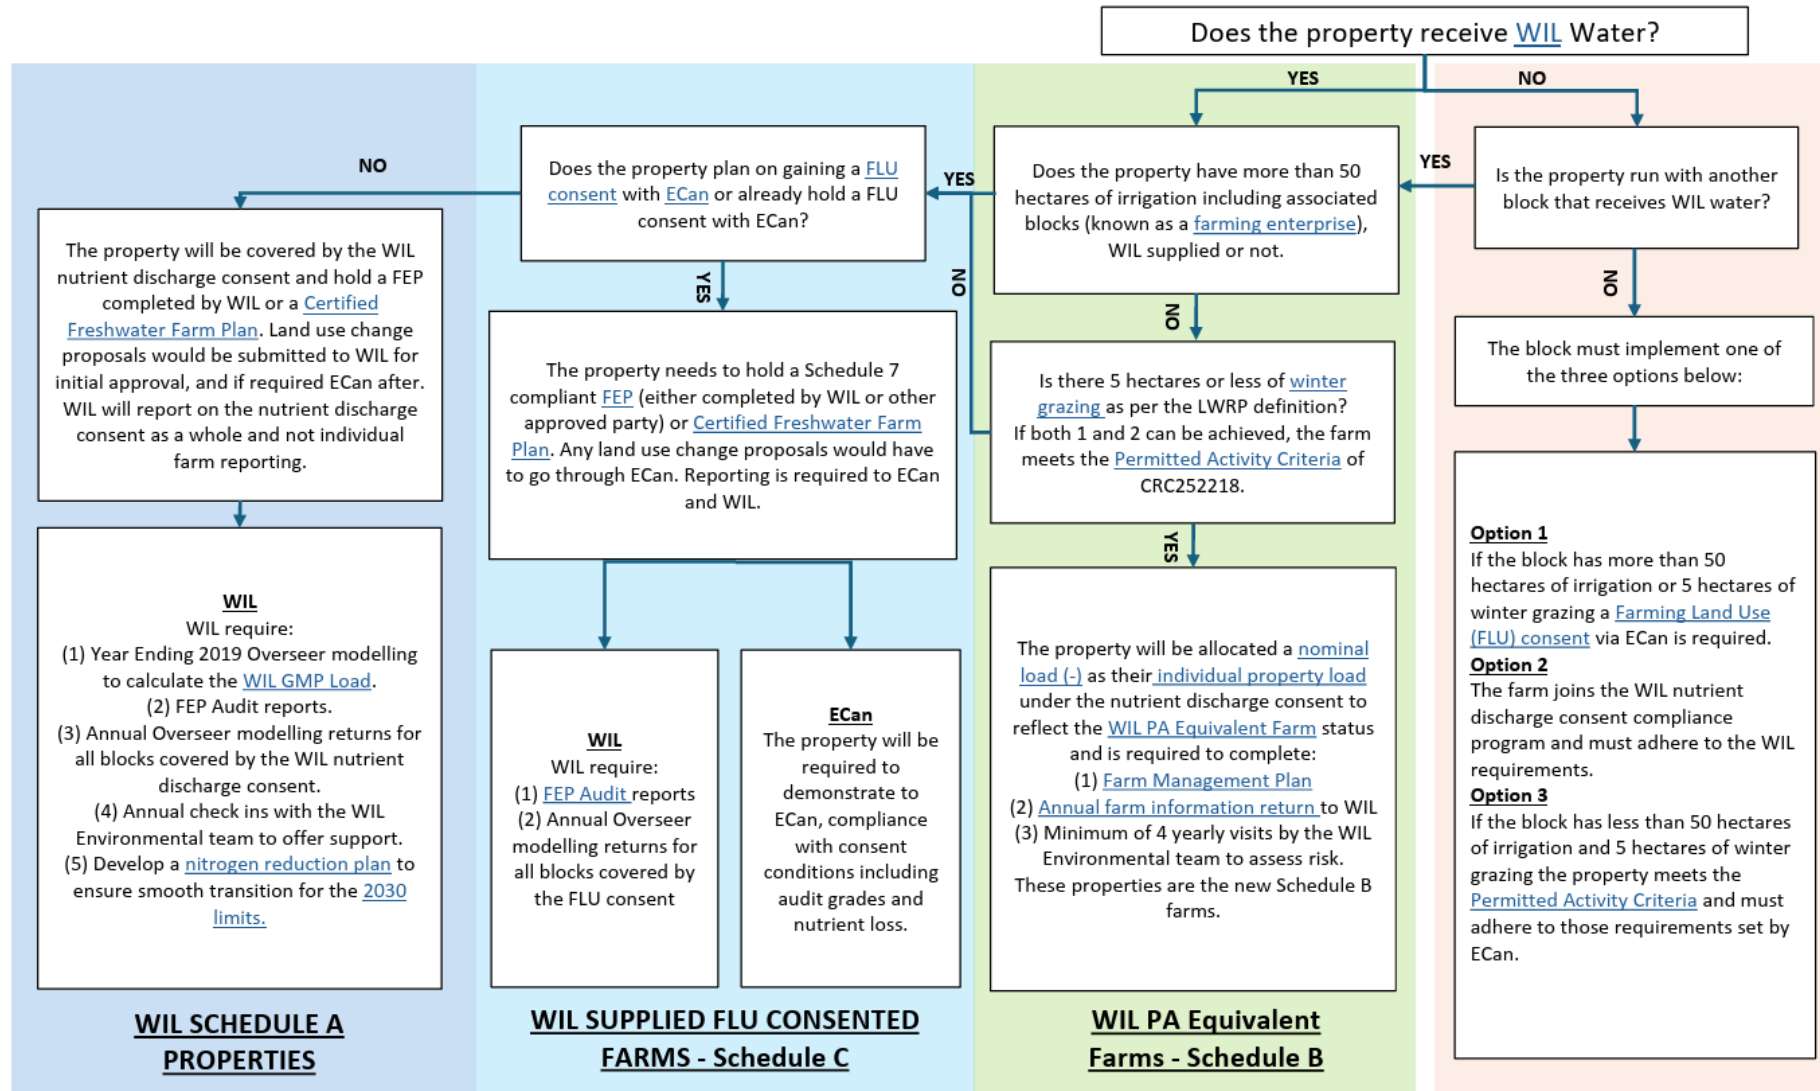 Does the property receive WIL Water?
YES
NO
NO
Does the property plan on gaining a FLU
consent with ECan or already hold a FLU
consent with ECan?
YES
Does the property have more than 50
hectares of irrigation including associated
blocks (known as a farming enterprise),
WIL supplied or not.
YES
Is the property run with another
block that receives WIL water?
The property will be covered by the WIL
nutrient discharge consent and hold a FEP
completed by WIL or a Certified
Freshwater Farm Plan. Land use change
proposals would be submitted to WIL for
initial approval, and if required ECan after.
WIL will report on the nutrient discharge
consent as a whole and not individual
farm reporting.
YES
NO
NO
NO
The property needs to hold a Schedule 7
compliant FEP (either completed by WIL or other
approved party) or Certified Freshwater Farm
Plan. Any land use change proposals would have
to go through ECan. Reporting is required to ECan
and WIL.
Is there 5 hectares or less of winter
grazing as per the LWRP definition?
If both 1 and 2 can be achieved, the farm
meets the Permitted Activity Criteria of
CRC252218.
The block must implement one of
the three options below:
YES
WIL
WIL require:
(1) Year Ending 2019 Overseer modelling
to calculate the WIL GMP Load.
(2) FEP Audit reports.
(3) Annual Overseer modelling returns for
all blocks covered by the WIL nutrient
discharge consent.
(4) Annual check ins with the WIL
Environmental team to offer support.
(5) Develop a nitrogen reduction plan to
ensure smooth transition for the 2030
limits.
WIL
WIL require:
(1) FEP Audit reports
(2) Annual Overseer
modelling returns for
all blocks covered by
the FLU consent
ECan
The property will be
required to
demonstrate to
ECan, compliance
with consent
conditions including
audit grades and
nutrient loss.
The property will be allocated a nominal
load (-) as their individual property load
under the nutrient discharge consent to
reflect the WIL PA Equivalent Farm status
and is required to complete:
(1) Farm Management Plan
(2) Annual farm information return to WIL
(3) Minimum of 4 yearly visits by the WIL
Environmental team to assess risk.
These properties are the new Schedule B
farms.
Option 1
If the block has more than 50
hectares of irrigation or 5 hectares of
winter grazing a Farming Land Use
(FLU) consent via ECan is required.
Option 2
The farm joins the WIL nutrient
discharge consent compliance
program and must adhere to the WIL
requirements.
Option 3
If the block has less than 50 hectares
of irrigation and 5 hectares of winter
grazing the property meets the
Permitted Activity Criteria and must
adhere to those requirements set by
ECan.
WIL SCHEDULE A
PROPERTIES
WIL SUPPLIED FLU CONSENTED
FARMS - Schedule C
WIL PA Equivalent
Farms - Schedule B